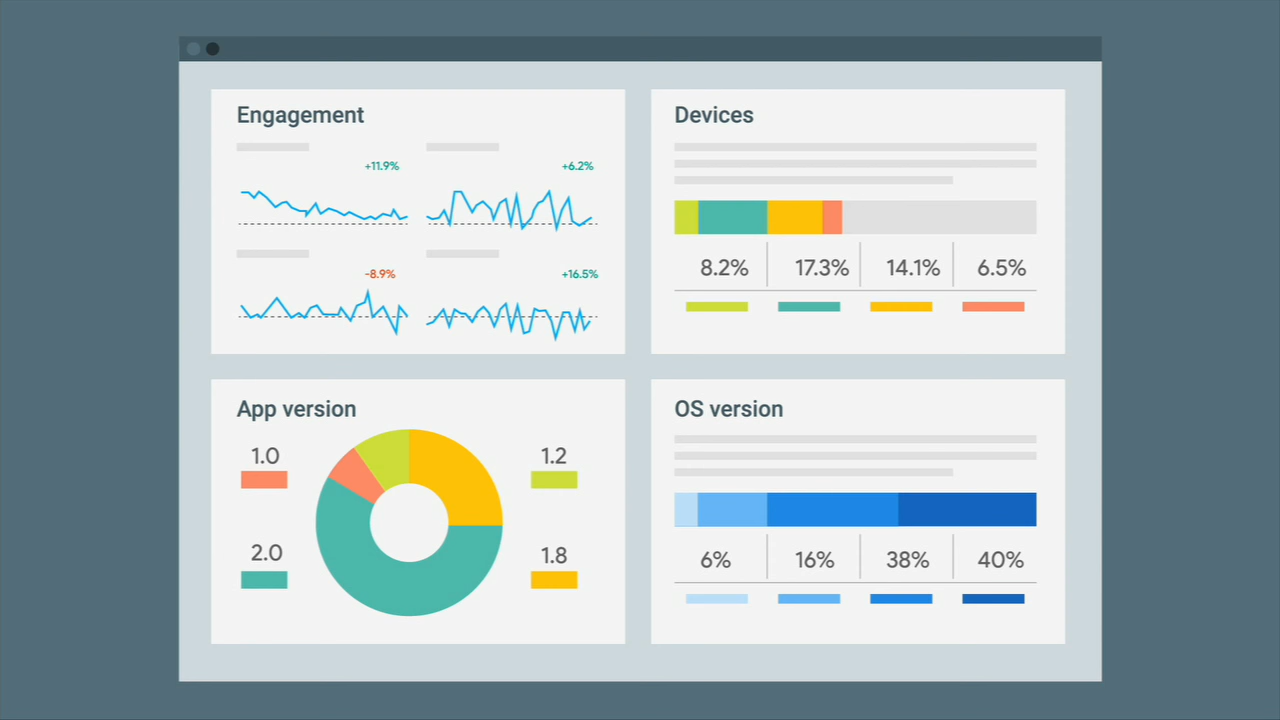 Engagement
+11.9%
+6.2%
-8.9%
+16.5%
Devices
8.2% 17.3% 14.1% 6.5%
App version
1.0
1.2
2.0
1.8
OS version
6% 16% 38% 40%